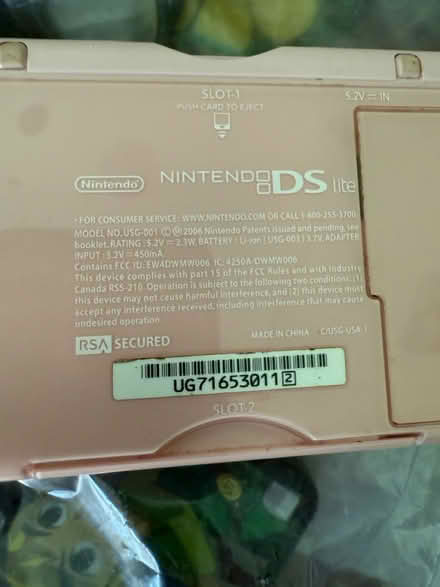 SLOT-1
PUSH CARD TO EJECT
5.2V ⎓ IN
Nintendo
NINTENDO DS lite
• FOR CONSUMER SERVICE: WWW.NINTENDO.COM OR CALL 1-800-255-3700
MODEL NO. USG-001 Ⓒ Ⓜ 2006 Nintendo Patents issued and pending, see
booklet. RATING : 5.2V ⎓ 2.3W, BATTERY : Li-ion [USG-003] 3.7V, ADAPTER
INPUT : 5.2V ⎓ 450mA.
Contains FCC ID: EW4DWMW006 IC: 4250A-DWMW006
This device complies with part 15 of the FCC Rules and with Industry
Canada RSS-210. Operation is subject to the following two conditions: (1)
this device may not cause harmful interference, and (2) this device must
accept any interference received, including interference that may cause
undesired operation
RSA SECURED
MADE IN CHINA C/USG-USA-1
UG71653011 2
SLOT-2